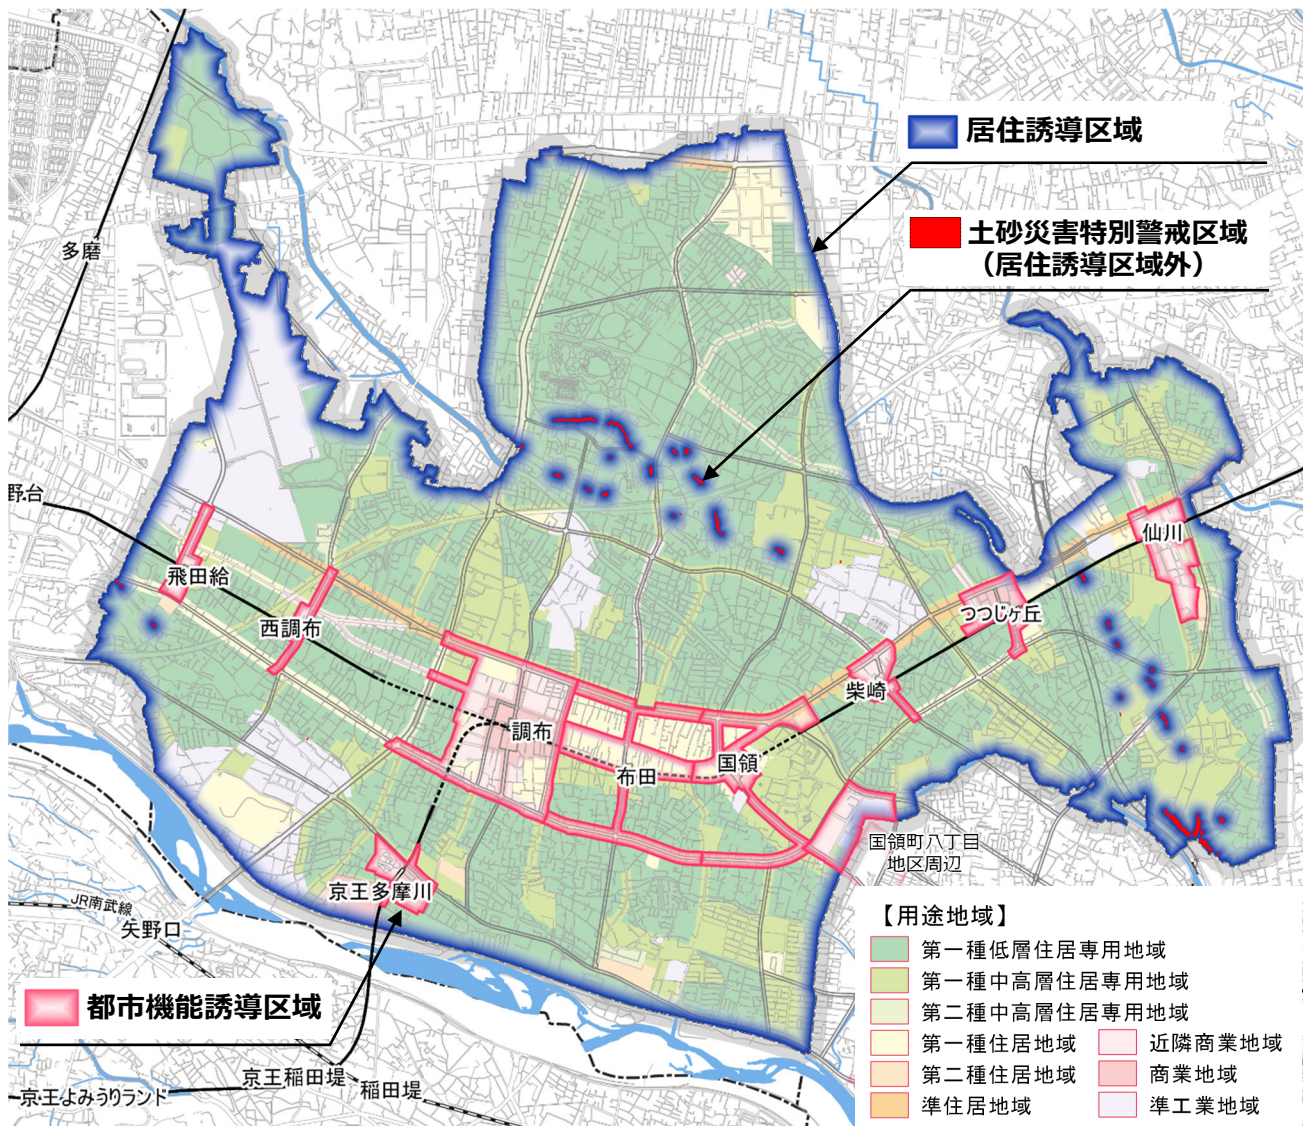 居住誘導区域
土砂災害特別警戒区域
（居住誘導区域外）
多磨
野台
飛田給
西調布
仙川
つつじヶ丘
柴崎
調布
布田
国領
国領町八丁目
地区周辺
京王多摩川
JR南武線
矢野口
都市機能誘導区域
京王稲田堤
稲田堤
京王よみうりランド
【用途地域】
第一種低層住居専用地域
第一種中高層住居専用地域
第二種中高層住居専用地域
第一種住居地域
近隣商業地域
第二種住居地域
商業地域
準住居地域
準工業地域